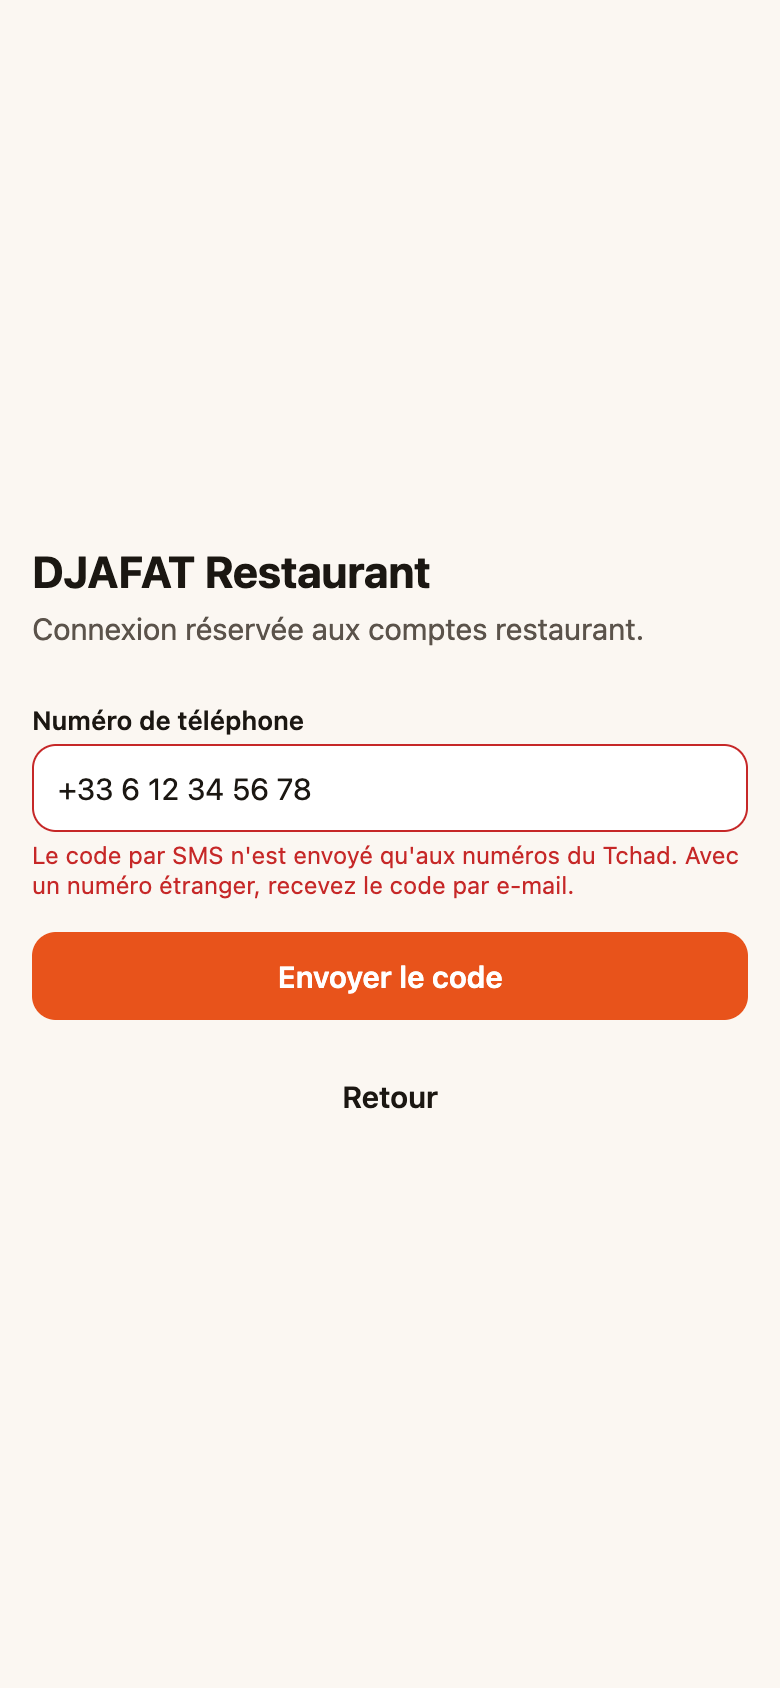 DJAFAT Restaurant
Connexion réservée aux comptes restaurant.
Numéro de téléphone
+33 6 12 34 56 78
Le code par SMS n'est envoyé qu'aux numéros du Tchad. Avec
un numéro étranger, recevez le code par e-mail.
Envoyer le code
Retour